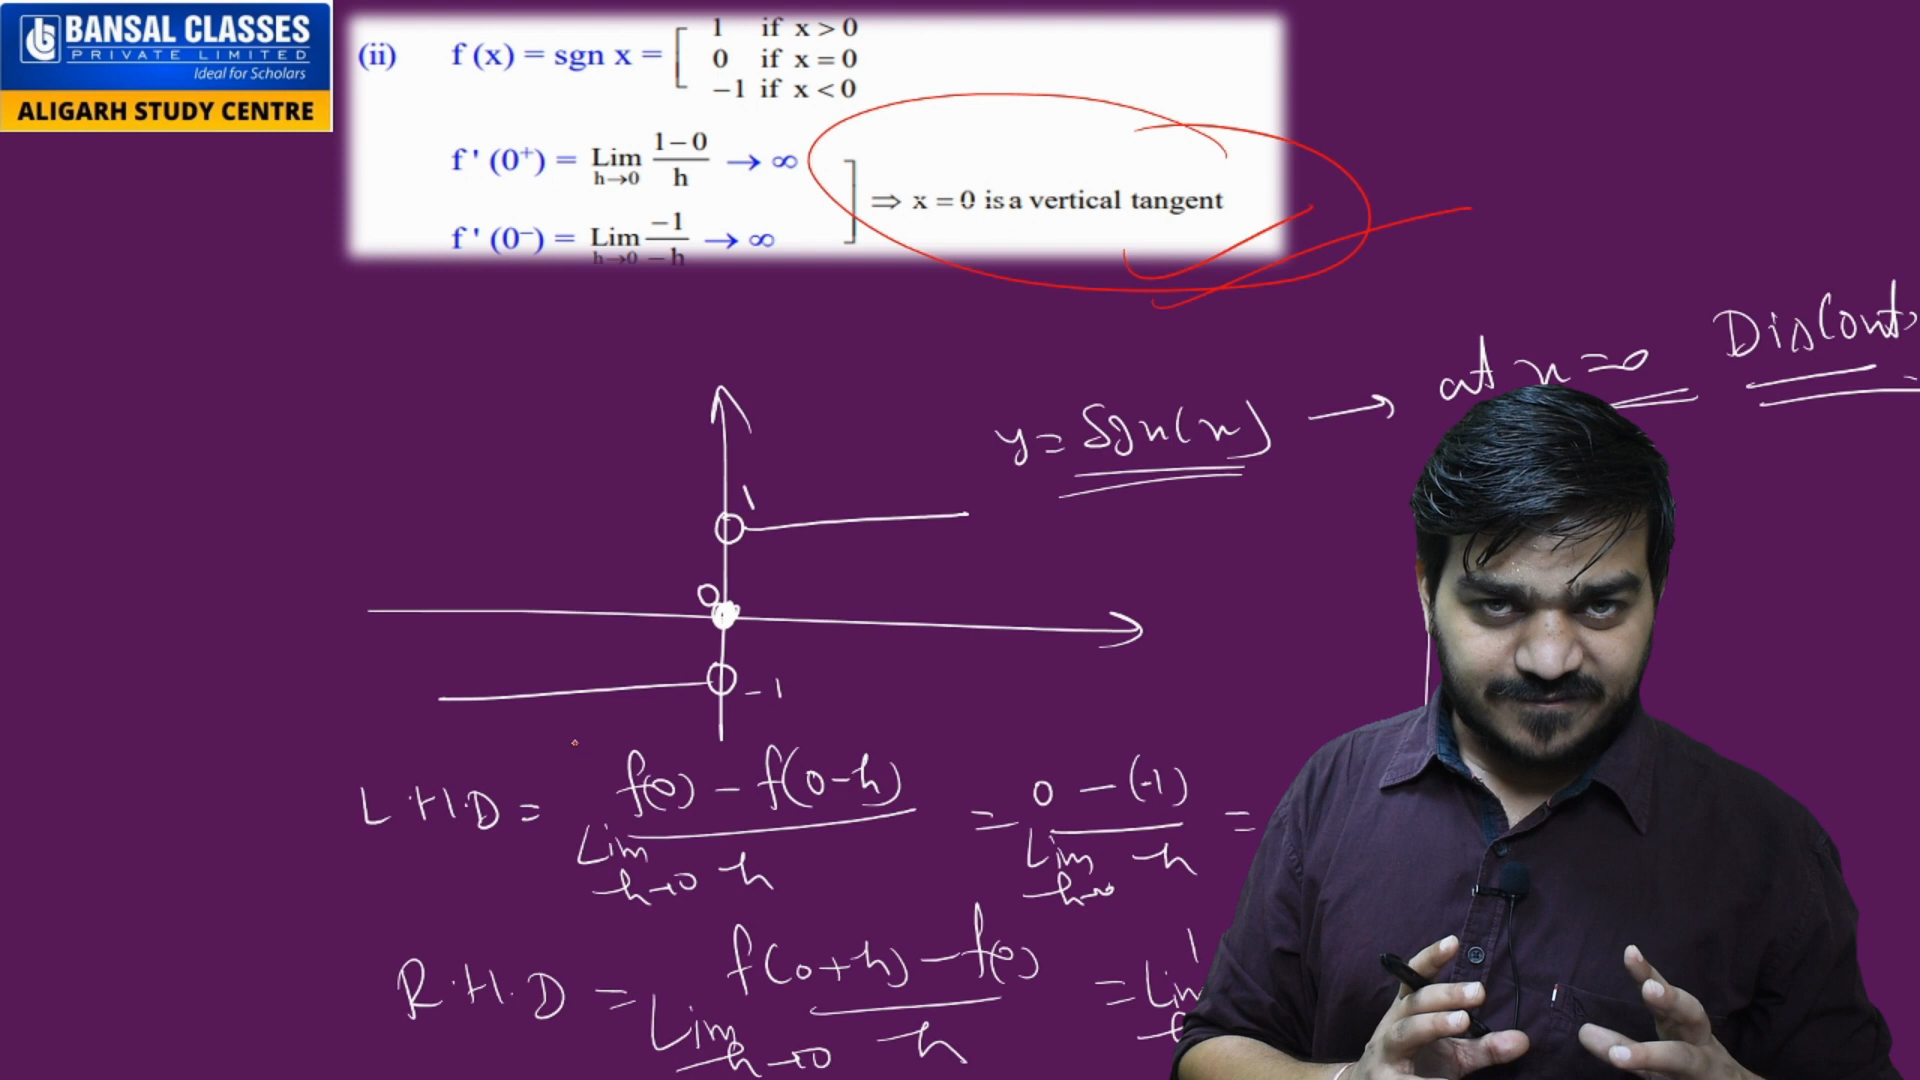 BANSAL CLASSES
PRIVATE LIMITED
Ideal for Scholars
ALIGARH STUDY CENTRE
(ii) f (x) = sgn x = [ 1 if x > 0
0 if x = 0
-1 if x < 0
f ' (0⁺) = Lim h→0 1–0 / h → ∞
⇒ x = 0 is a vertical tangent
f ' (0⁻) = Lim h→0 –1 / –h → ∞
y = Sgn(x) → at x=0 Discont
1
0
-1
L.H.D = Lim h→0 f(0) - f(0-h) / h = Lim h→0 0 - (-1) / h =
R.H.D = Lim h→0 f(0+h) - f(0) / h = Lim 1